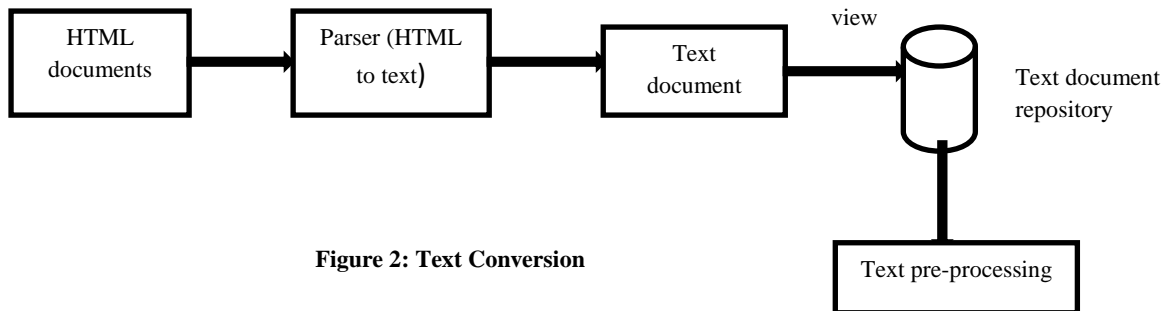 HTML
documents
Parser (HTML
to text)
Text
document
view
Text document
repository
Text pre-processing
Figure 2: Text Conversion